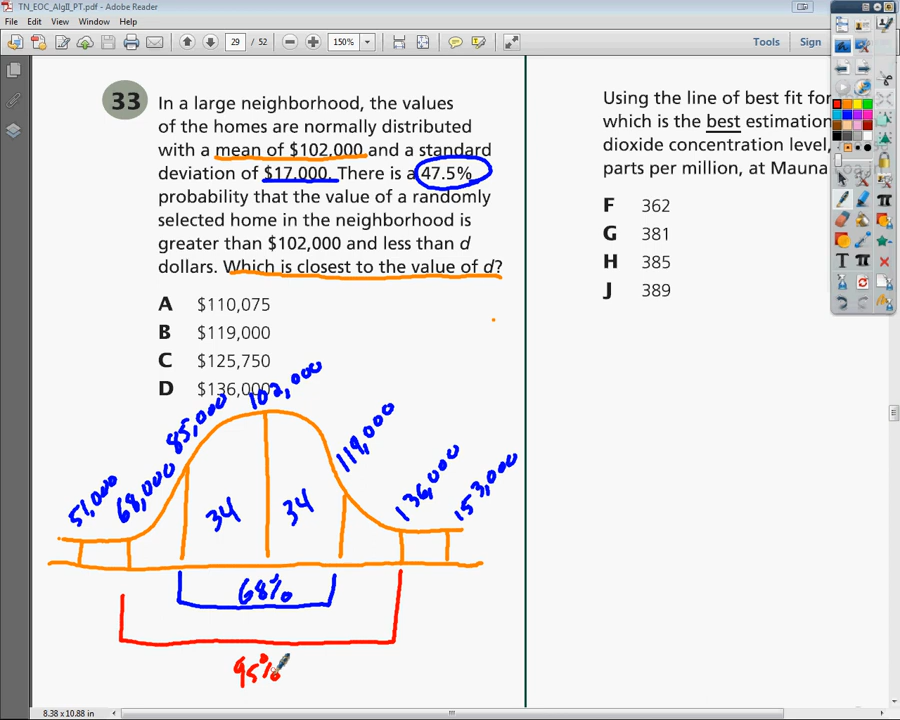 TN_EOC_AlgII_PT.pdf - Adobe Reader
File Edit View Window Help
29 / 52 150% Tools Sign
33 In a large neighborhood, the values
of the homes are normally distributed
with a mean of $102,000 and a standard
deviation of $17,000. There is a 47.5%
probability that the value of a randomly
selected home in the neighborhood is
greater than $102,000 and less than d
dollars. Which is closest to the value of d?
A $110,075
B $119,000
C $125,750
D $136,000
102,000
85,000
119,000
68,000
51,000
136,000
153,000
34 34
68%
95%
Using the line of best fit for
which is the best estimation
dioxide concentration level,
parts per million, at Mauna Loa i
F 362
G 381
H 385
J 389
8.38 x 10.88 in